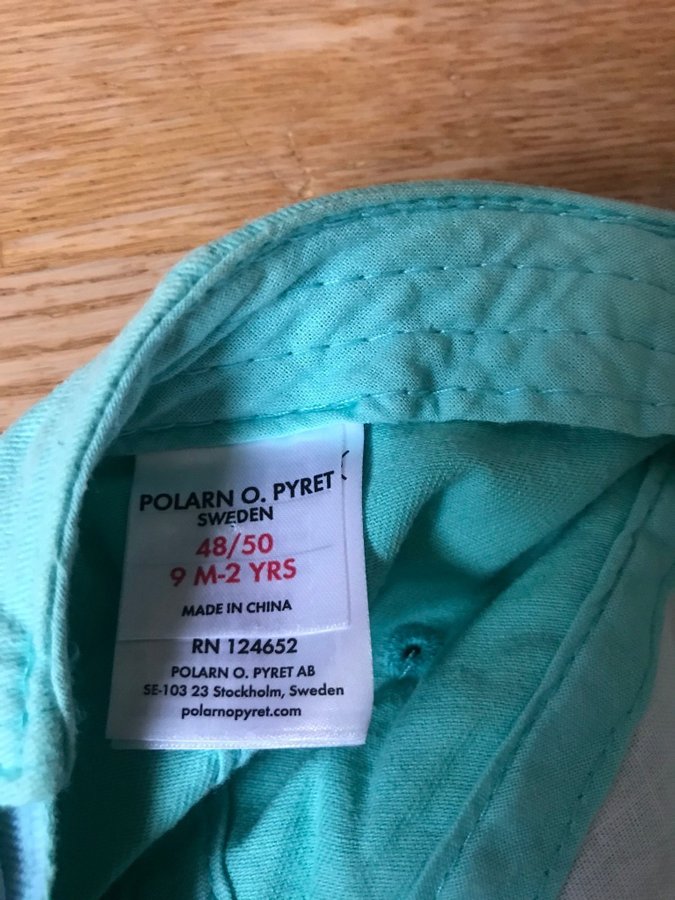 POLARN O. PYRET
SWEDEN
48/50
9 M-2 YRS
MADE IN CHINA
RN 124652
POLARN O. PYRET AB
SE-103 23 Stockholm, Sweden
polarnopyret.com